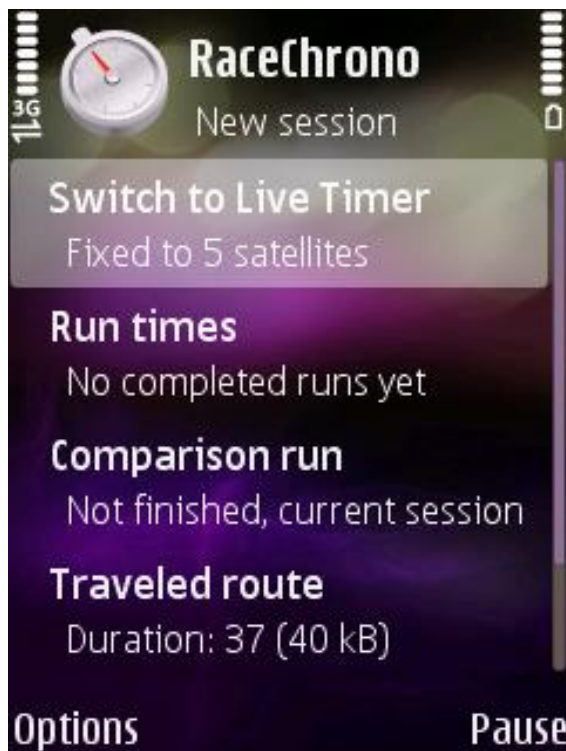 RaceChrono
3G
New session
Switch to Live Timer
Fixed to 5 satellites
Run times
No completed runs yet
Comparison run
Not finished, current session
Traveled route
Duration: 37 (40 kB)
Options
Pause